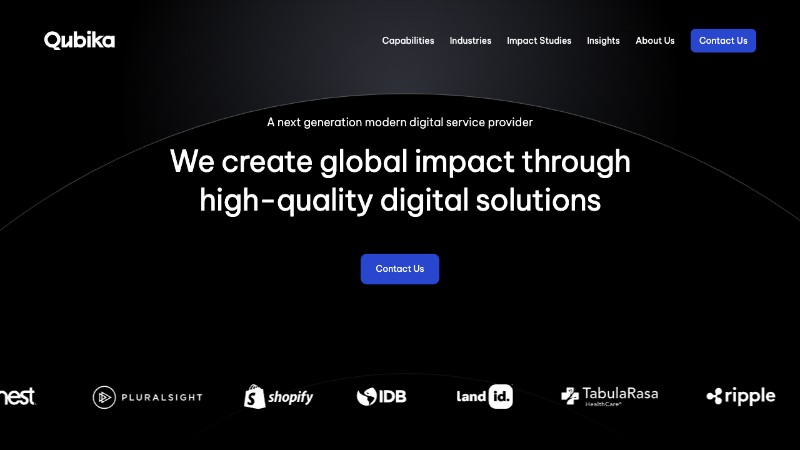 Qubika
Capabilities
Industries
Impact Studies
Insights
About Us
Contact Us
A next generation modern digital service provider
We create global impact through
high-quality digital solutions
Contact Us
PLURALSIGHT
shopify
IDB
land id.
TabulaRasa
HealthCare
ripple